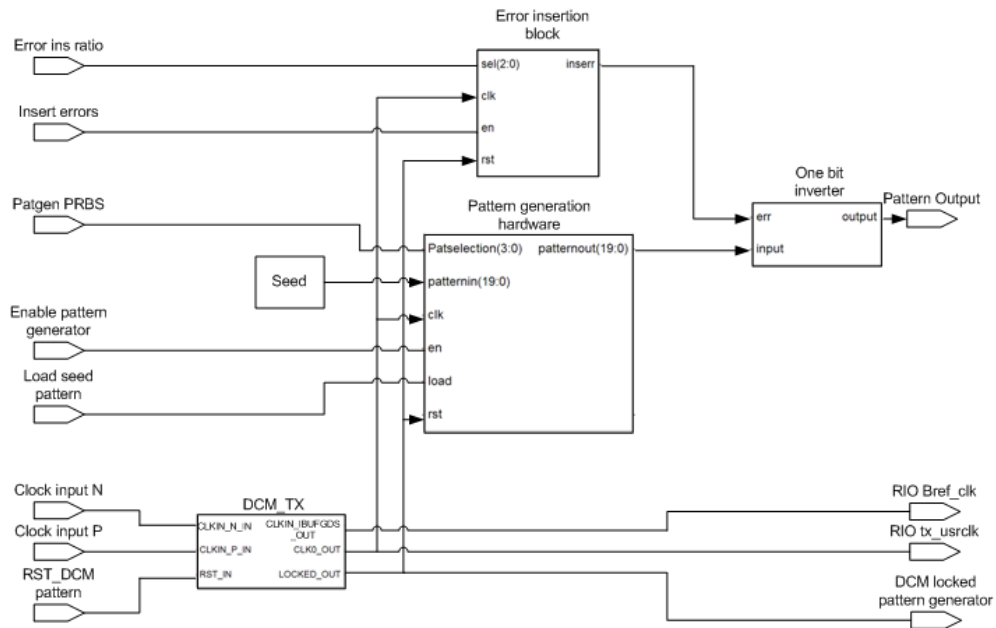 Error insertion
block
Error ins ratio
sel(2:0)
inserr
clk
Insert errors
en
rst
One bit
inverter
Patgen PRBS
Pattern generation
hardware
err
output
Pattern Output
input
Patselection(3:0)
patternout(19:0)
Seed
patternin(19:0)
Enable pattern
generator
clk
en
Load seed
pattern
load
rst
Clock input N
DCM_TX
RIO Bref_clk
CLKIN_N_IN
CLKIN_IBUFGDS
_OUT
Clock input P
CLKIN_P_IN
CLK0_OUT
RIO tx_usrclk
RST_DCM
pattern
RST_IN
LOCKED_OUT
DCM locked
pattern generator